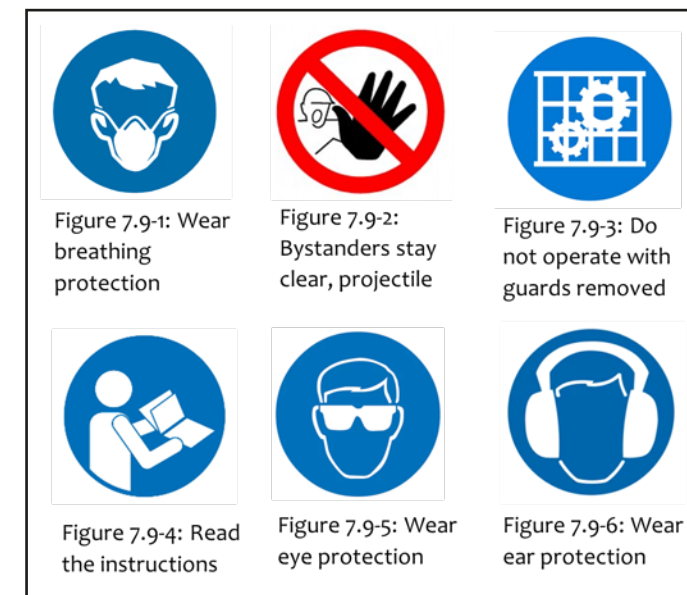 Figure 7.9-1: Wear
breathing
protection
Figure 7.9-2:
Bystanders stay
clear, projectile
Figure 7.9-3: Do
not operate with
guards removed
Figure 7.9-4: Read
the instructions
Figure 7.9-5: Wear
eye protection
Figure 7.9-6: Wear
ear protection